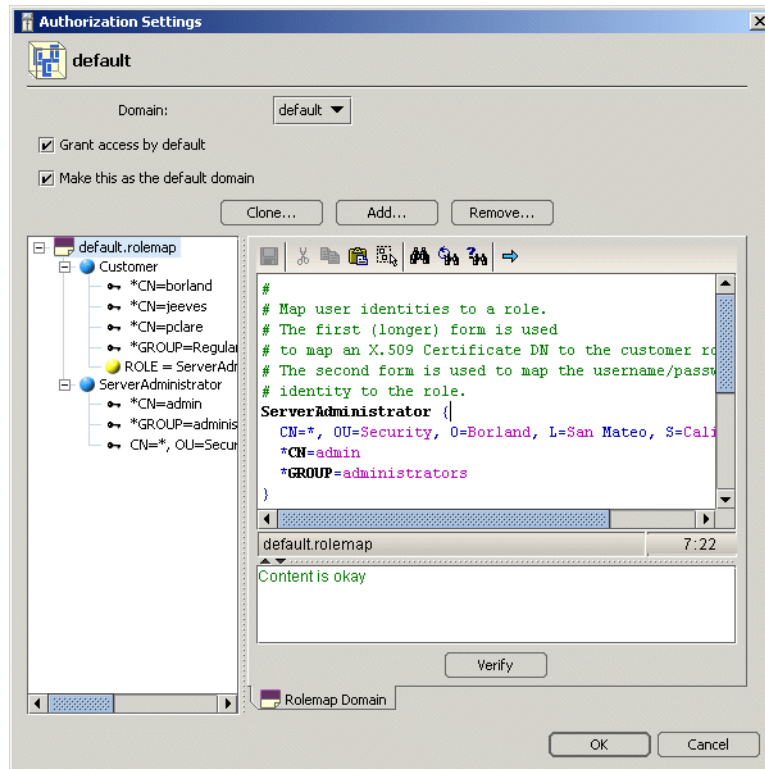 Authorization Settings
default
Domain:
default
Grant access by default
Make this as the default domain
Clone...
Add...
Remove...
default.rolemap
Customer
*CN=borland
*CN=jeeves
*CN=pclare
*GROUP=Regular
ROLE = ServerAdr
ServerAdministrator
*CN=admin
*GROUP=adminis
CN=*, OU=Secur
#
# Map user identities to a role.
# The first (longer) form is used
# to map an X.509 Certificate DN to the customer ro
# The second form is used to map the username/passw
# identity to the role.
ServerAdministrator {
CN=*, OU=Security, O=Borland, L=San Mateo, S=Cali
*CN=admin
*GROUP=administrators
}
default.rolemap
7:22
Content is okay
Verify
Rolemap Domain
OK
Cancel